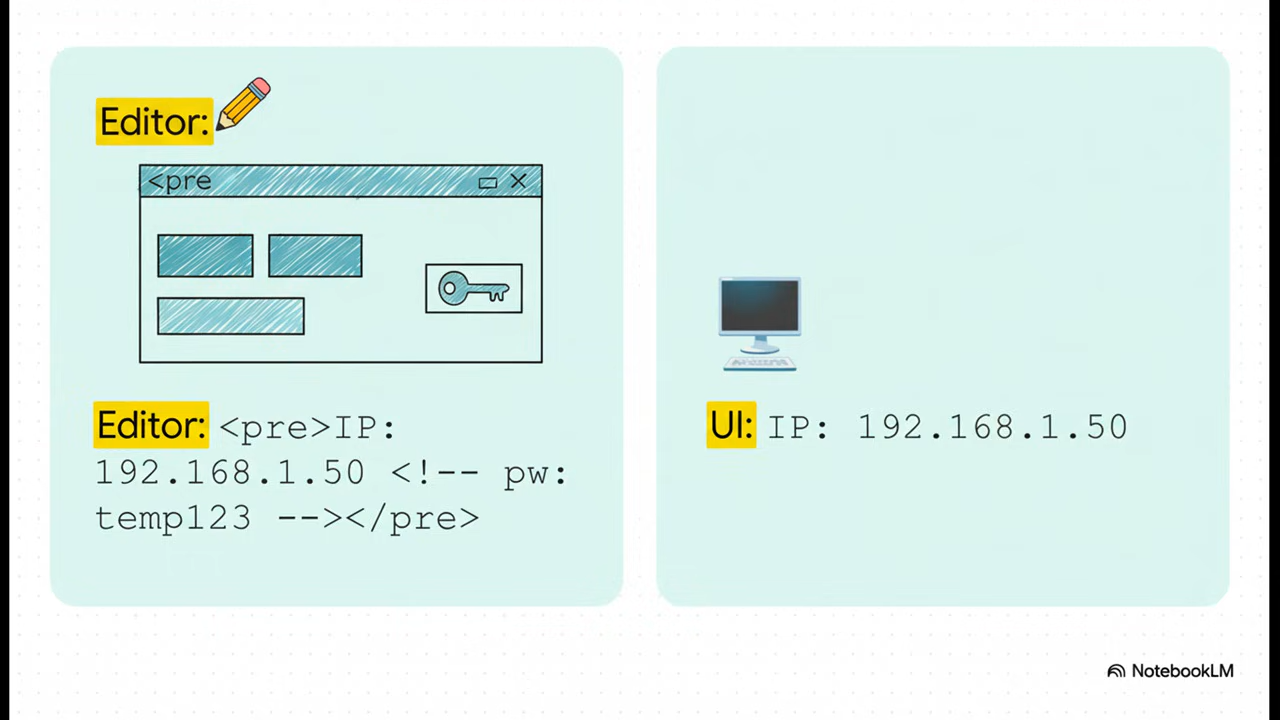 Editor:
<pre
Editor: <pre>IP:
192.168.1.50 <!-- pw:
temp123 --></pre>
UI: IP: 192.168.1.50
NotebookLM